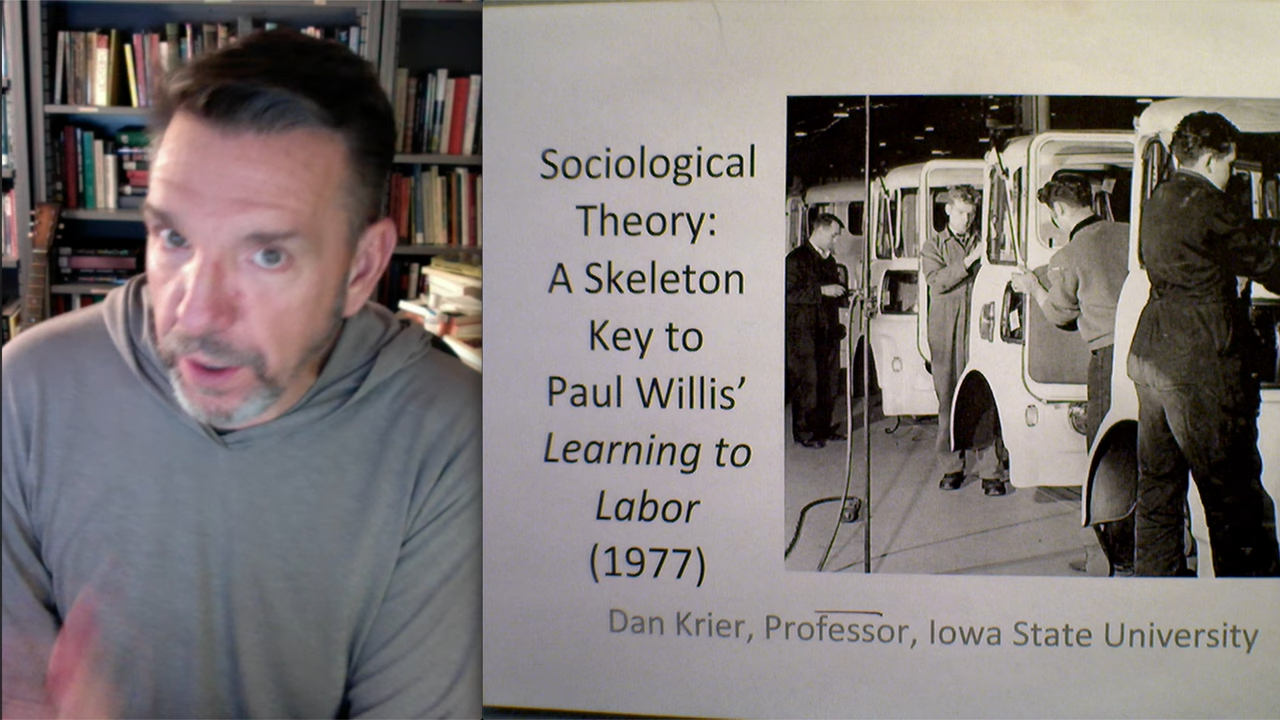 Sociological
Theory:
A Skeleton
Key to
Paul Willis’
Learning to
Labor
(1977)
Dan Krier, Professor, Iowa State University